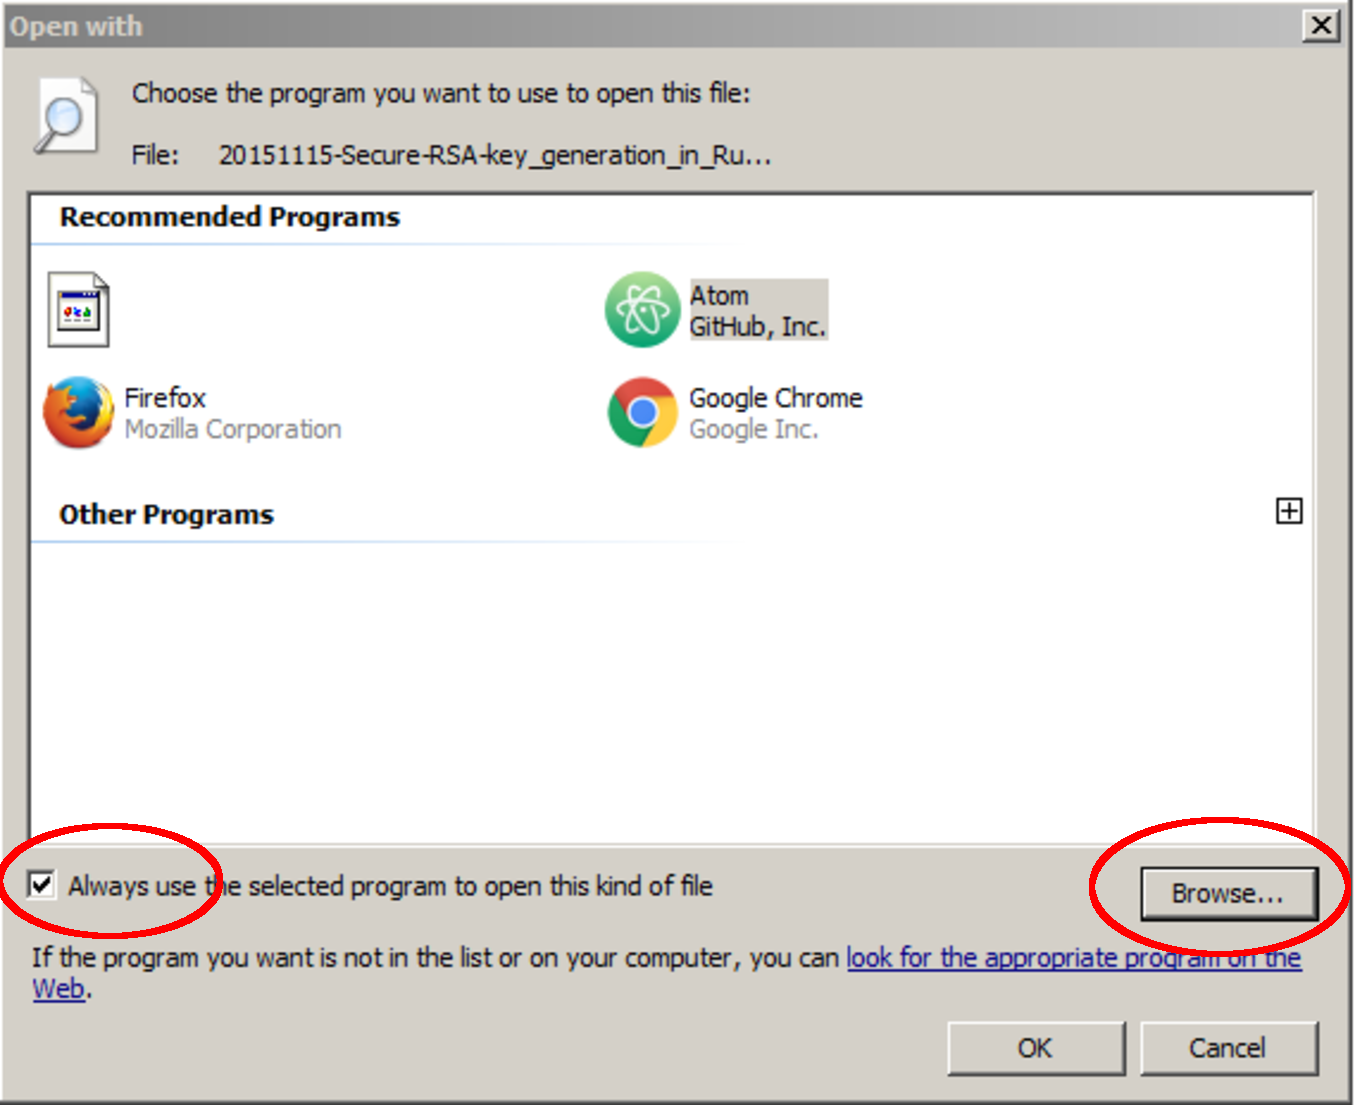 Open with
Choose the program you want to use to open this file:
File: 20151115-Secure-RSA-key_generation_in_Ru...
Recommended Programs
Atom
GitHub, Inc.
Firefox
Mozilla Corporation
Google Chrome
Google Inc.
Other Programs
Always use the selected program to open this kind of file
Browse...
If the program you want is not in the list or on your computer, you can look for the appropriate program on the
Web.
OK
Cancel